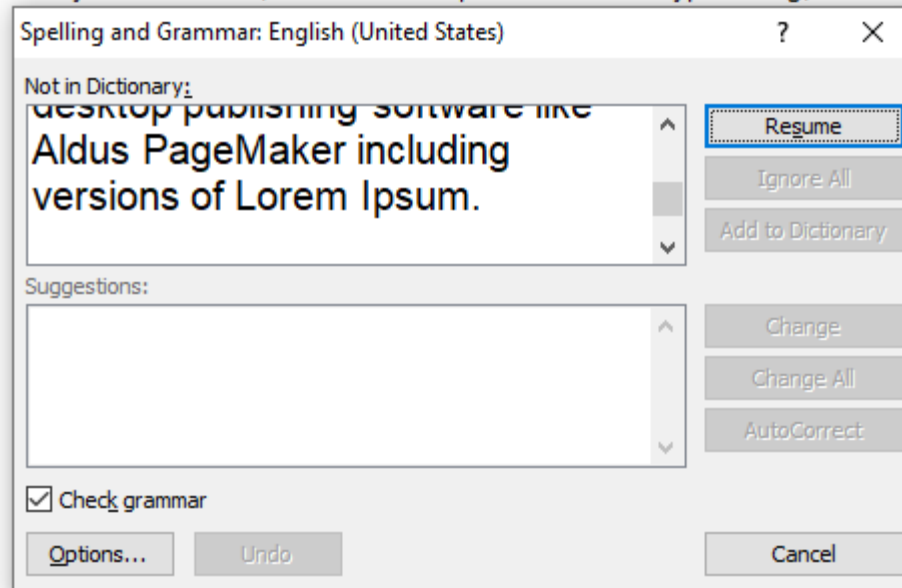 Spelling and Grammar: English (United States) ?
Not in Dictionary:
desktop publishing software like
Aldus PageMaker including
versions of Lorem Ipsum.
Resume
Ignore All
Add to Dictionary
Suggestions:
Change
Change All
AutoCorrect
Check grammar
Options...
Undo
Cancel